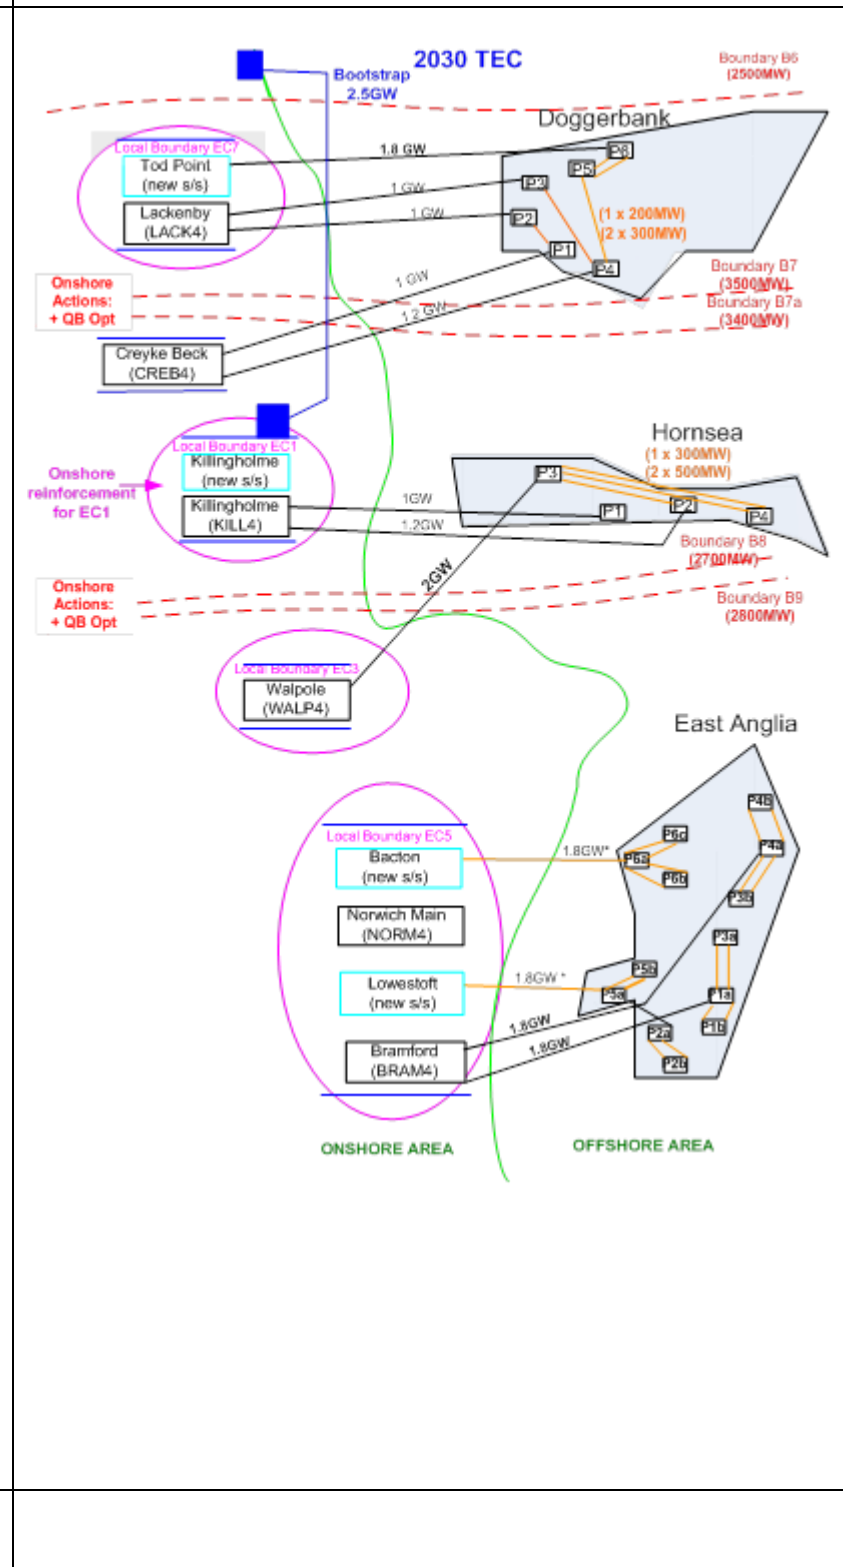 2030 TEC
Boundary B6
(2500MW)
Bootstrap
2.5GW
Doggerbank
Local Boundary EC7
Tod Point
(new s/s)
Lackenby
(LACK4)
1.8 GW
1 GW
1 GW
P6
P5
P3
P2
P1
P4
(1 x 200MW)
(2 x 300MW)
Onshore
Actions:
+ QB Opt
1 GW
1.2 GW
Boundary B7
(3500MW)
Boundary B7a
(3400MW)
Creyke Beck
(CREB4)
Hornsea
(1 x 300MW)
(2 x 500MW)
Local Boundary EC1
Killingholme
(new s/s)
Killingholme
(KILL4)
Onshore
reinforcement
for EC1
1GW
1.2GW
P3
P1
P2
P4
Boundary B8
(2700MW)
2GW
Onshore
Actions:
+ QB Opt
Boundary B9
(2800MW)
Local Boundary EC3
Walpole
(WALP4)
East Anglia
Local Boundary EC5
Bacton
(new s/s)
Norwich Main
(NORM4)
Lowestoft
(new s/s)
Bramford
(BRAM4)
1.8GW*
1.8GW *
1.8GW
1.8GW
P4b
P6c
P4a
P6a
P6b
P3b
P3a
P5b
P5a
P1a
P1b
P2a
P2b
ONSHORE AREA
OFFSHORE AREA